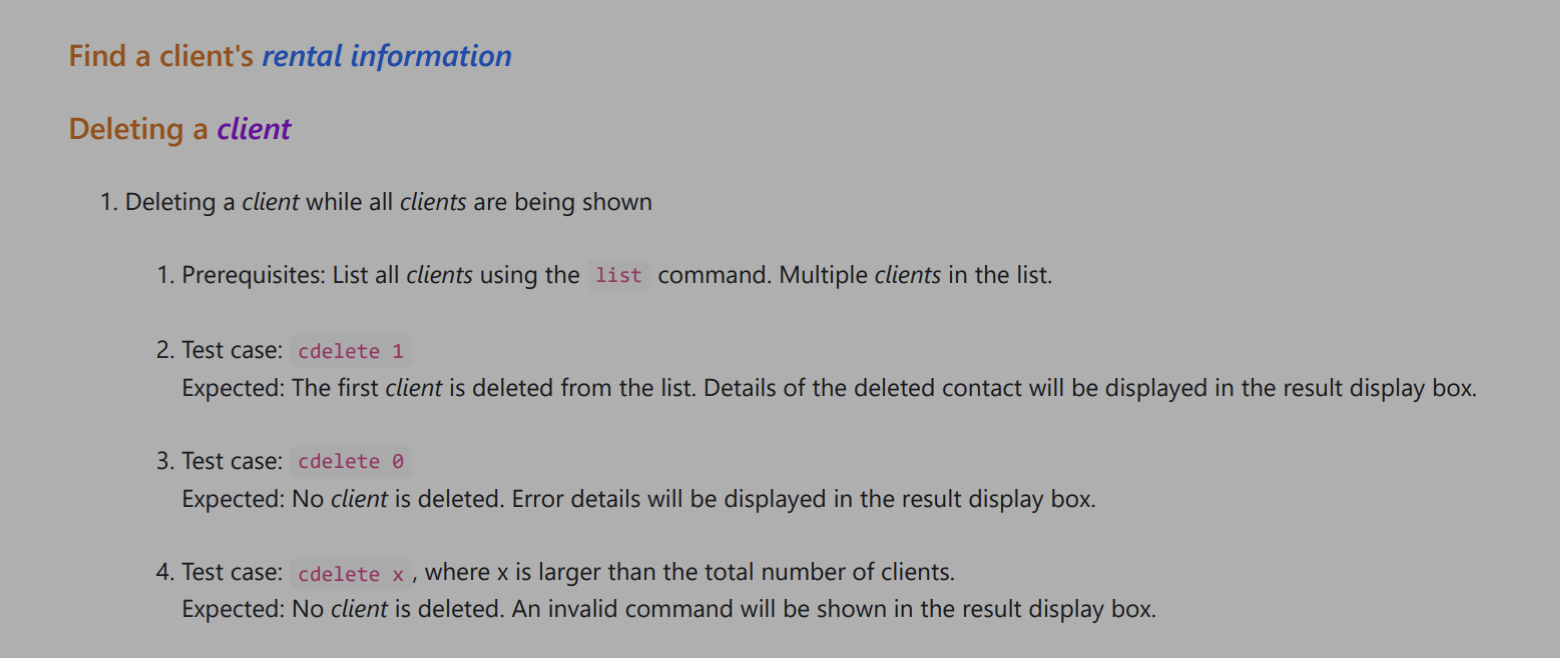 Find a client's rental information
Deleting a client
1. Deleting a client while all clients are being shown
1. Prerequisites: List all clients using the list command. Multiple clients in the list.
2. Test case: cdelete 1
Expected: The first client is deleted from the list. Details of the deleted contact will be displayed in the result display box.
3. Test case: cdelete 0
Expected: No client is deleted. Error details will be displayed in the result display box.
4. Test case: cdelete x, where x is larger than the total number of clients.
Expected: No client is deleted. An invalid command will be shown in the result display box.